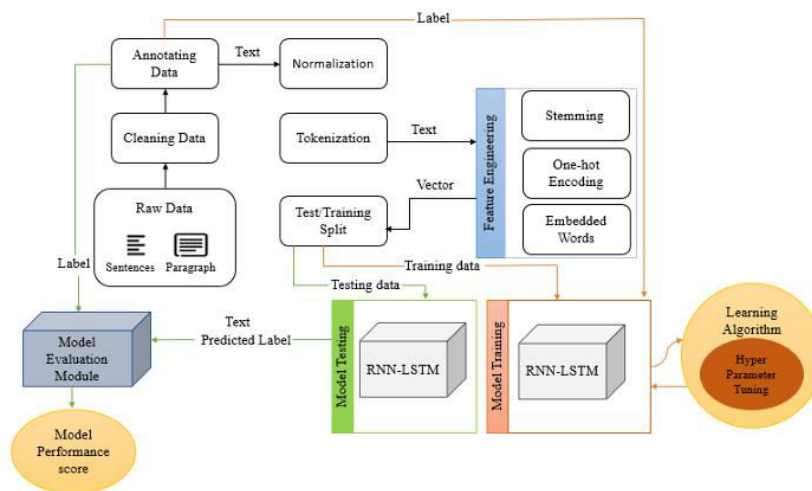 Label
Annotating
Data
Text
Normalization
Stemming
Cleaning Data
Tokenization
Text
Feature Engineering
One-hot
Encoding
Vector
Raw Data
Sentences
Paragraph
Test/Training
Split
Embedded
Words
Label
Training data
Testing data
Learning
Algorithm
Text
Predicted Label
Model
Evaluation
Module
Model Testing
RNN-LSTM
Model Training
RNN-LSTM
Hyper
Parameter
Tuning
Model
Performance
score